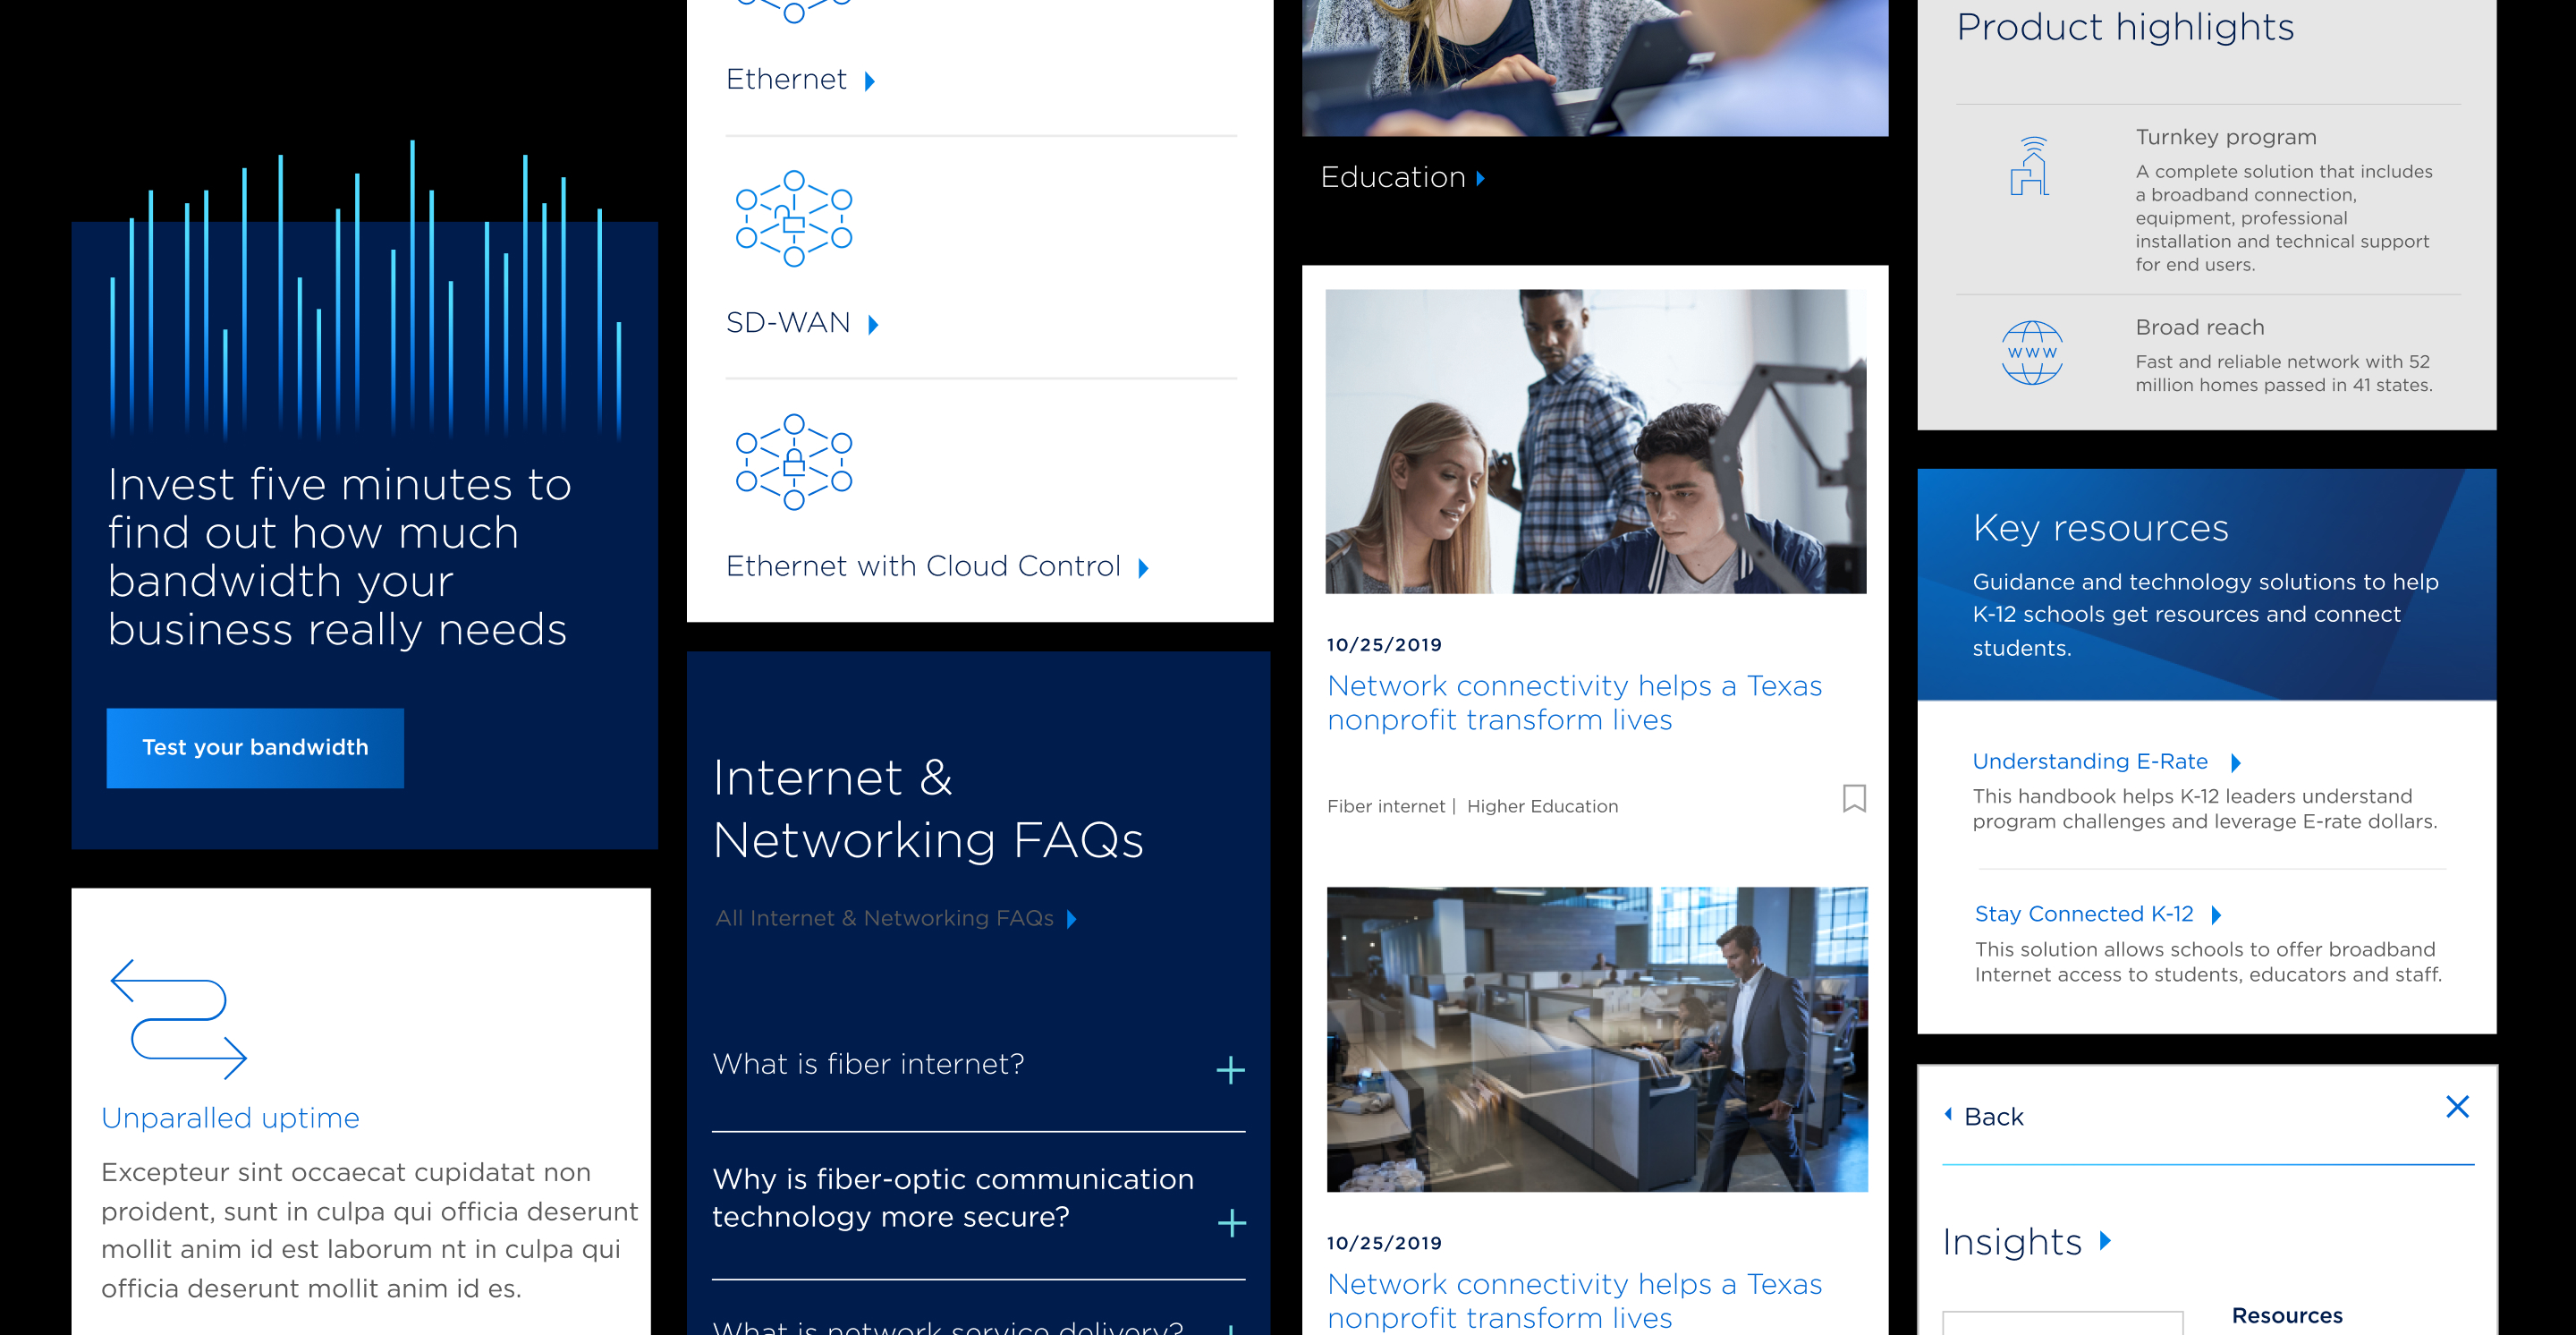 Invest five minutes to
find out how much
bandwidth your
business really needs
Test your bandwidth
Unparalled uptime
Excepteur sint occaecat cupidatat non
proident, sunt in culpa qui officia deserunt
mollit anim id est laborum nt in culpa qui
officia deserunt mollit anim id es.
Ethernet
SD-WAN
Ethernet with Cloud Control
Internet &
Networking FAQs
All Internet & Networking FAQs
What is fiber internet?
Why is fiber-optic communication
technology more secure?
What is network service delivery?
Education
10/25/2019
Network connectivity helps a Texas
nonprofit transform lives
Fiber internet | Higher Education
10/25/2019
Network connectivity helps a Texas
nonprofit transform lives
Product highlights
Turnkey program
A complete solution that includes
a broadband connection,
equipment, professional
installation and technical support
for end users.
WWW
Broad reach
Fast and reliable network with 52
million homes passed in 41 states.
Key resources
Guidance and technology solutions to help
K-12 schools get resources and connect
students.
Understanding E-Rate
This handbook helps K-12 leaders understand
program challenges and leverage E-rate dollars.
Stay Connected K-12
This solution allows schools to offer broadband
Internet access to students, educators and staff.
Back
Insights
Resources